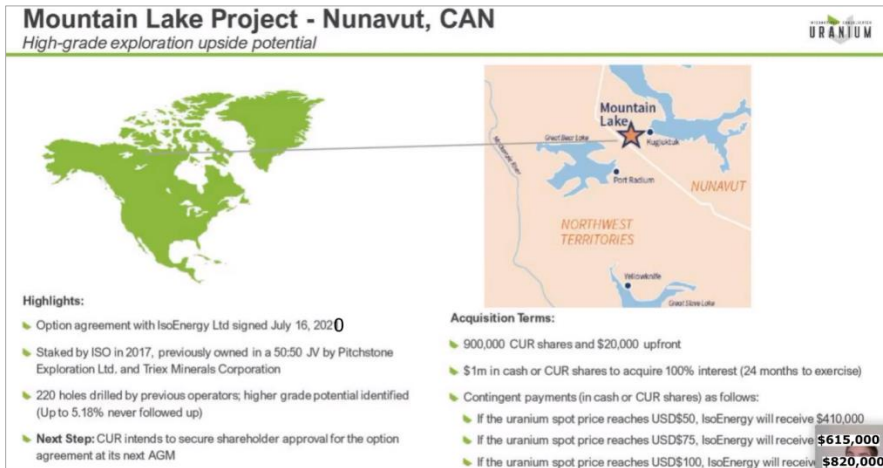 Mountain Lake Project - Nunavut, CAN
High-grade exploration upside potential
URANIUM
Mountain
Lake
Great Bear Lake
Kugluktuk
Mackenzie River
Port Radium
NUNAVUT
NORTHWEST
TERRITORIES
Yellowknife
Great Slave Lake
Highlights:
Option agreement with IsoEnergy Ltd signed July 16, 2020
Staked by ISO in 2017, previously owned in a 50:50 JV by Pitchstone
Exploration Ltd. and Triex Minerals Corporation
220 holes drilled by previous operators; higher grade potential identified
(Up to 5.18% never followed up)
Next Step: CUR intends to secure shareholder approval for the option
agreement at its next AGM
Acquisition Terms:
900,000 CUR shares and $20,000 upfront
$1m in cash or CUR shares to acquire 100% interest (24 months to exercise)
Contingent payments (in cash or CUR shares) as follows:
If the uranium spot price reaches USD$50, IsoEnergy will receive $410,000
If the uranium spot price reaches USD$75, IsoEnergy will receive $615,000
If the uranium spot price reaches USD$100, IsoEnergy will receive $820,000